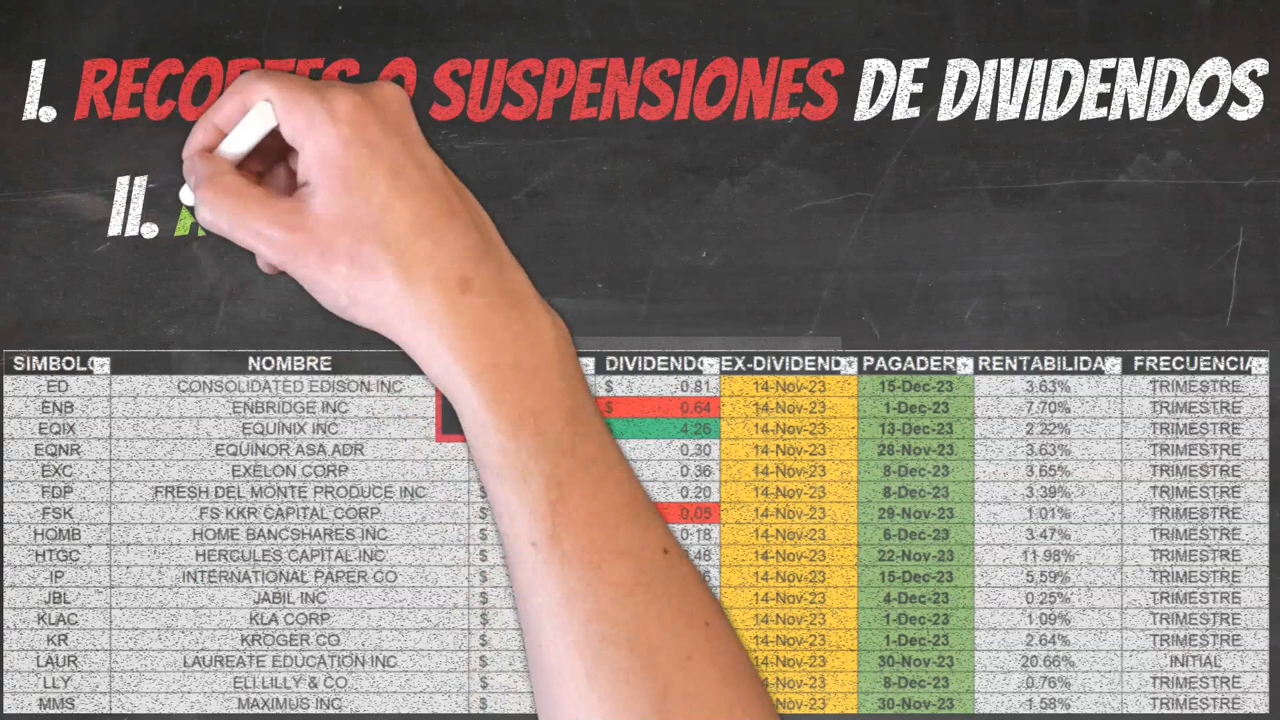 I. RECORTES O SUSPENSIONES DE DIVIDENDOS
II.
SIMBOLO NOMBRE DIVIDENDO EX-DIVIDEND PAGADER RENTABILIDA FRECUENCIA
ED CONSOLIDATED EDISON INC 0.81 14-Nov-23 15-Dec-23 3.63% TRIMESTRE
ENB ENBRIDGE INC $ 0.64 14-Nov-23 1-Dec-23 7.70% TRIMESTRE
EQIX EQUINIX INC 4.26 14-Nov-23 13-Dec-23 2.22% TRIMESTRE
EQNR EQUINOR ASA ADR 0.30 14-Nov-23 28-Nov-23 3.63% TRIMESTRE
EXC EXELON CORP 0.36 14-Nov-23 8-Dec-23 3.65% TRIMESTRE
FDP FRESH DEL MONTE PRODUCE INC $ 0.20 14-Nov-23 8-Dec-23 3.39% TRIMESTRE
FSK FS KKR CAPITAL CORP $ 0.05 14-Nov-23 29-Nov-23 1.01% TRIMESTRE
HOMB HOME BANCSHARES INC $ 0.18 14-Nov-23 6-Dec-23 3.47% TRIMESTRE
HTGC HERCULES CAPITAL INC $ 14-Nov-23 22-Nov-23 11.98% TRIMESTRE
IP INTERNATIONAL PAPER CO $ 14-Nov-23 15-Dec-23 5.59% TRIMESTRE
JBL JABIL INC $ 14-Nov-23 4-Dec-23 0.25% TRIMESTRE
KLAC KLA CORP $ 14-Nov-23 1-Dec-23 1.09% TRIMESTRE
KR KROGER CO $ 14-Nov-23 1-Dec-23 2.64% TRIMESTRE
LAUR LAUREATE EDUCATION INC $ 14-Nov-23 30-Nov-23 20.66% INITIAL
LLY ELI LILLY & CO $ -Nov-23 8-Dec-23 0.76% TRIMESTRE
MMS MAXIMUS INC $ Nov-23 30-Nov-23 1.58% TRIMESTRE